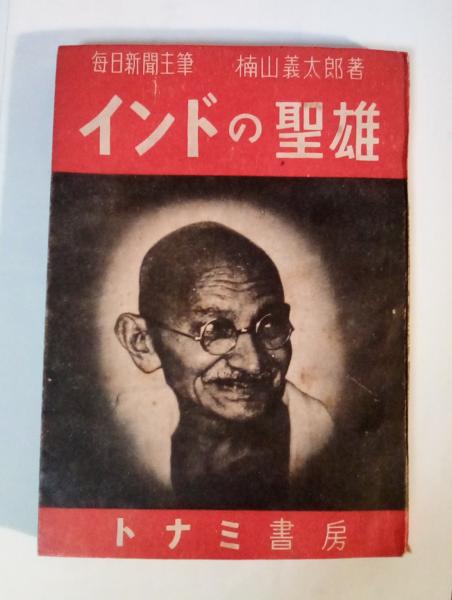 毎日新聞主筆 楠山義太郎著
インドの聖雄
トナミ書房